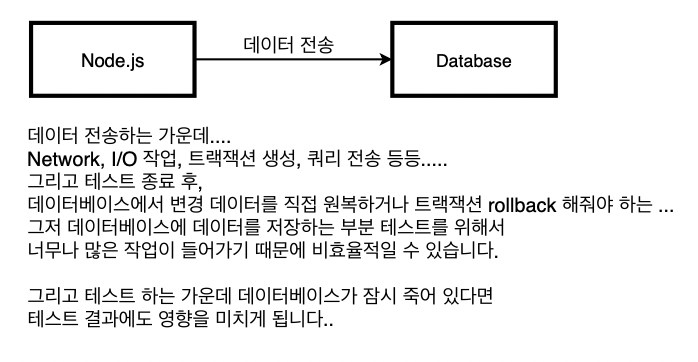 Node.js
데이터 전송
Database
데이터 전송하는 가운데....
Network, I/O 작업, 트랙잭션 생성, 쿼리 전송 등등.....
그리고 테스트 종료 후,
데이터베이스에서 변경 데이터를 직접 원복하거나 트랙잭션 rollback 해줘야 하는 ...
그저 데이터베이스에 데이터를 저장하는 부분 테스트를 위해서
너무나 많은 작업이 들어가기 때문에 비효율적일 수 있습니다.
그리고 테스트 하는 가운데 데이터베이스가 잠시 죽어 있다면
테스트 결과에도 영향을 미치게 됩니다..